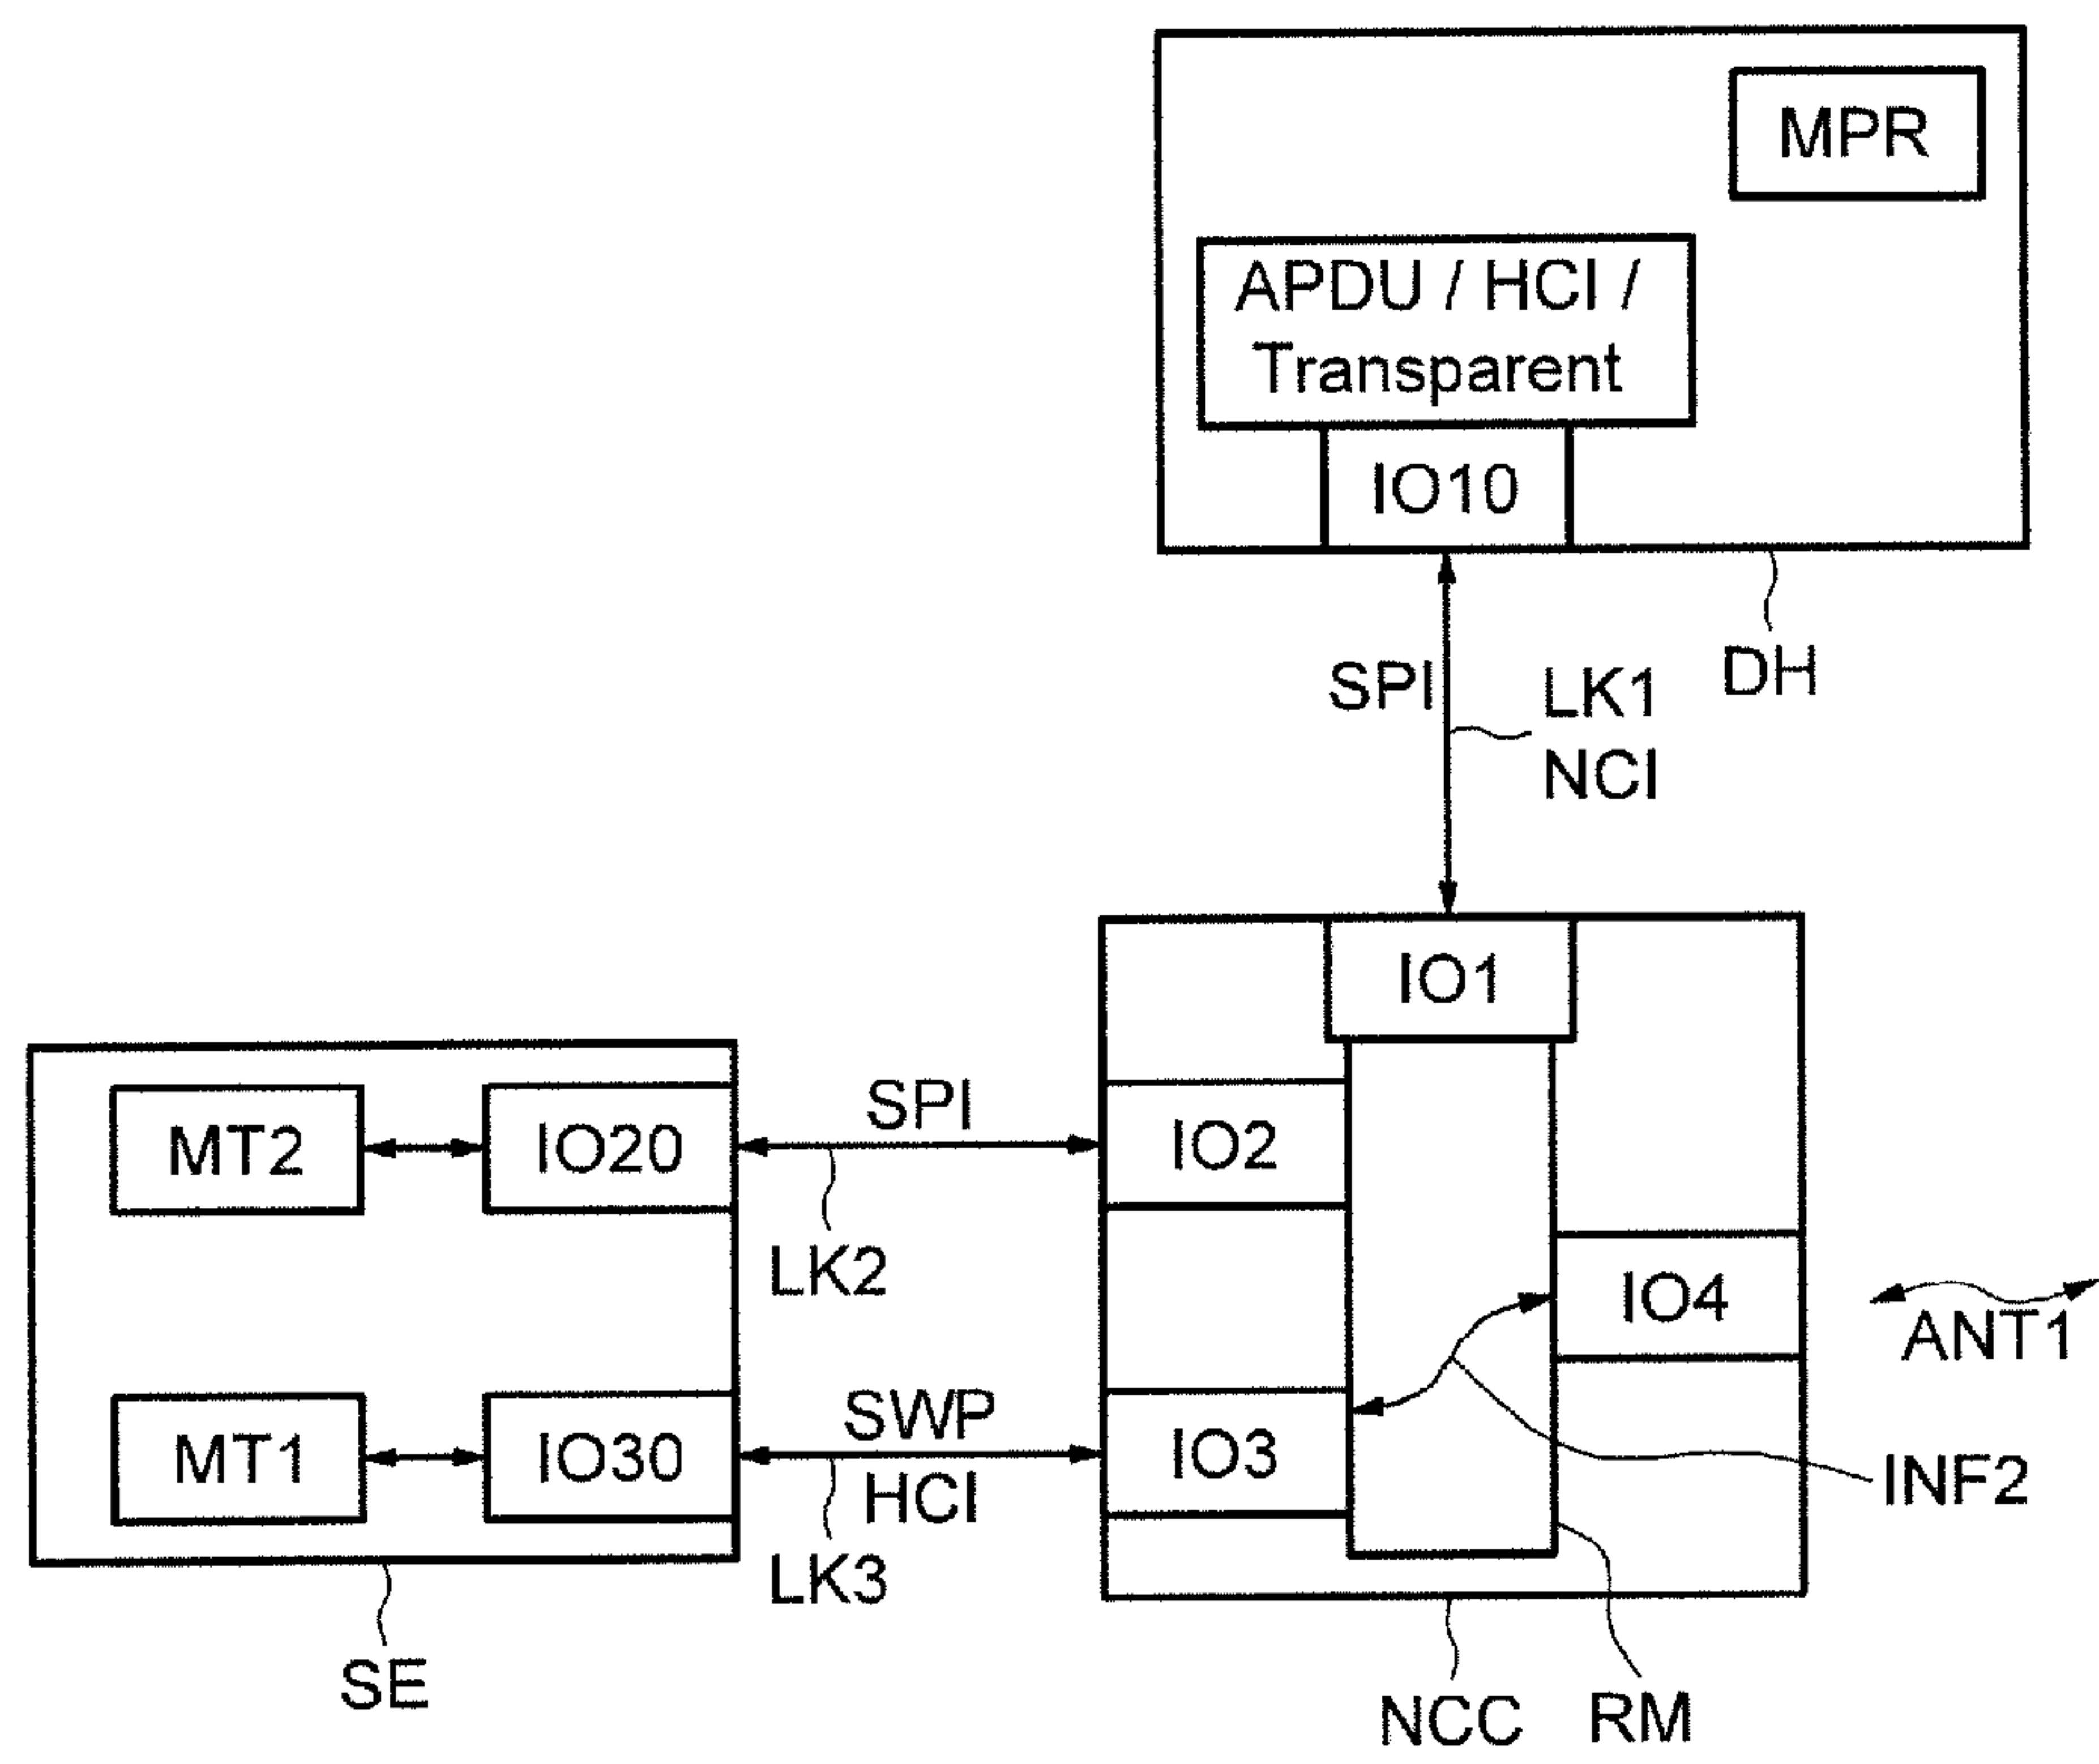 MPR
APDU / HCI /
Transparent
IO10
SPI
LK1
NCI
DH
IO1
MT2
IO20
SPI
LK2
IO2
IO4
ANT1
MT1
IO30
SWP
HCI
LK3
IO3
INF2
SE
NCC
RM